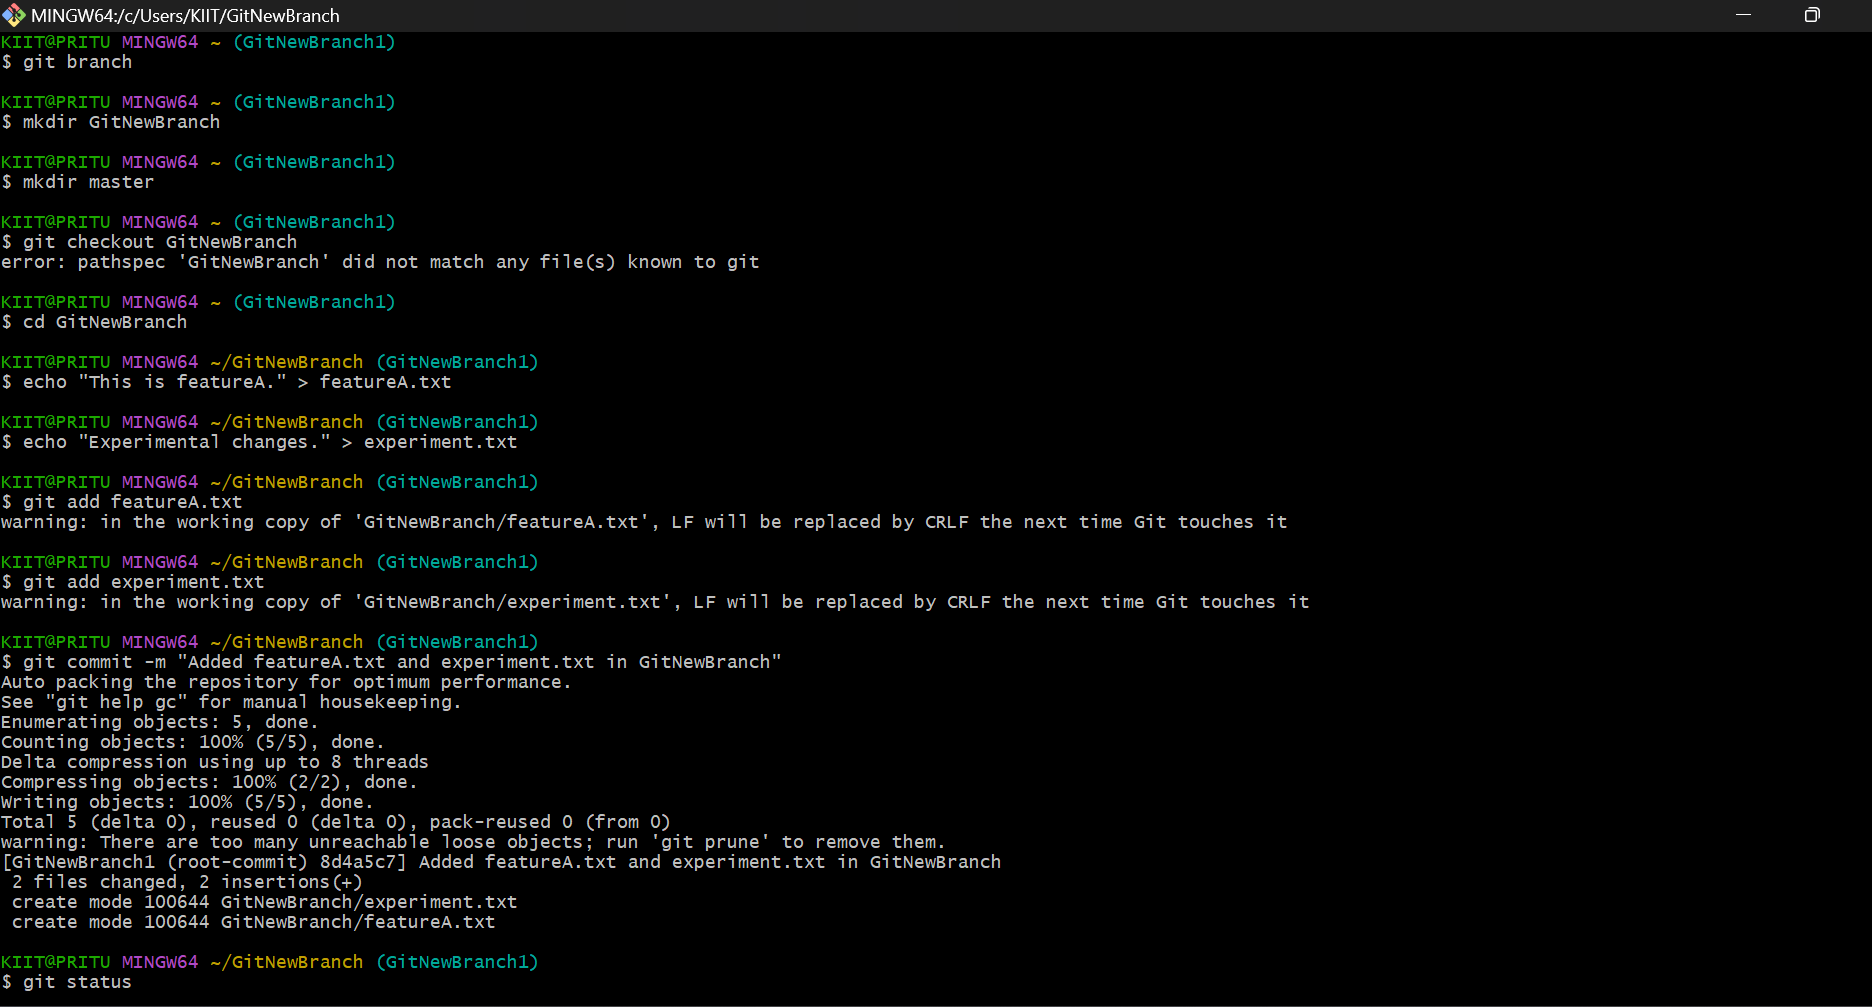 MINGW64:/c/Users/KIIT/GitNewBranch
KIIT@PRITU MINGW64 ~ (GitNewBranch1)
$ git branch
KIIT@PRITU MINGW64 ~ (GitNewBranch1)
$ mkdir GitNewBranch
KIIT@PRITU MINGW64 ~ (GitNewBranch1)
$ mkdir master
KIIT@PRITU MINGW64 ~ (GitNewBranch1)
$ git checkout GitNewBranch
error: pathspec 'GitNewBranch' did not match any file(s) known to git
KIIT@PRITU MINGW64 ~ (GitNewBranch1)
$ cd GitNewBranch
KIIT@PRITU MINGW64 ~/GitNewBranch (GitNewBranch1)
$ echo "This is featureA." > featureA.txt
KIIT@PRITU MINGW64 ~/GitNewBranch (GitNewBranch1)
$ echo "Experimental changes." > experiment.txt
KIIT@PRITU MINGW64 ~/GitNewBranch (GitNewBranch1)
$ git add featureA.txt
warning: in the working copy of 'GitNewBranch/featureA.txt', LF will be replaced by CRLF the next time Git touches it
KIIT@PRITU MINGW64 ~/GitNewBranch (GitNewBranch1)
$ git add experiment.txt
warning: in the working copy of 'GitNewBranch/experiment.txt', LF will be replaced by CRLF the next time Git touches it
KIIT@PRITU MINGW64 ~/GitNewBranch (GitNewBranch1)
$ git commit -m "Added featureA.txt and experiment.txt in GitNewBranch"
Auto packing the repository for optimum performance.
See "git help gc" for manual housekeeping.
Enumerating objects: 5, done.
Counting objects: 100% (5/5), done.
Delta compression using up to 8 threads
Compressing objects: 100% (2/2), done.
Writing objects: 100% (5/5), done.
Total 5 (delta 0), reused 0 (delta 0), pack-reused 0 (from 0)
warning: There are too many unreachable loose objects; run 'git prune' to remove them.
[GitNewBranch1 (root-commit) 8d4a5c7] Added featureA.txt and experiment.txt in GitNewBranch
 2 files changed, 2 insertions(+)
 create mode 100644 GitNewBranch/experiment.txt
 create mode 100644 GitNewBranch/featureA.txt
KIIT@PRITU MINGW64 ~/GitNewBranch (GitNewBranch1)
$ git status